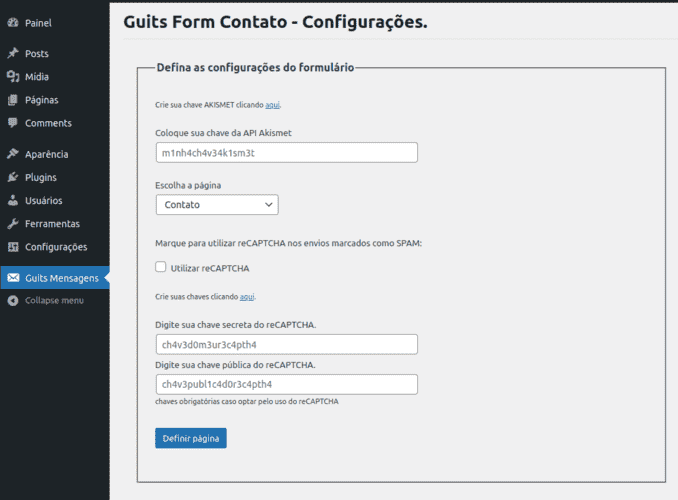 Painel
Posts
Mídia
Páginas
Comments
Aparência
Plugins
Usuários
Ferramentas
Configurações
Guits Mensagens
Collapse menu
Guits Form Contato - Configurações.
Defina as configurações do formulário
Crie sua chave AKISMET clicando aqui.
Coloque sua chave da API Akismet
m1nh4ch4v34k1sm3t
Escolha a página
Contato
Marque para utilizar reCAPTCHA nos envios marcados como SPAM:
Utilizar reCAPTCHA
Crie suas chaves clicando aqui.
Digite sua chave secreta do reCAPTCHA.
ch4v3d0m3ur3c4pth4
Digite sua chave pública do reCAPTCHA.
ch4v3publ1c4d0r3c4pth4
chaves obrigatórias caso optar pelo uso do reCAPTCHA
Definir página